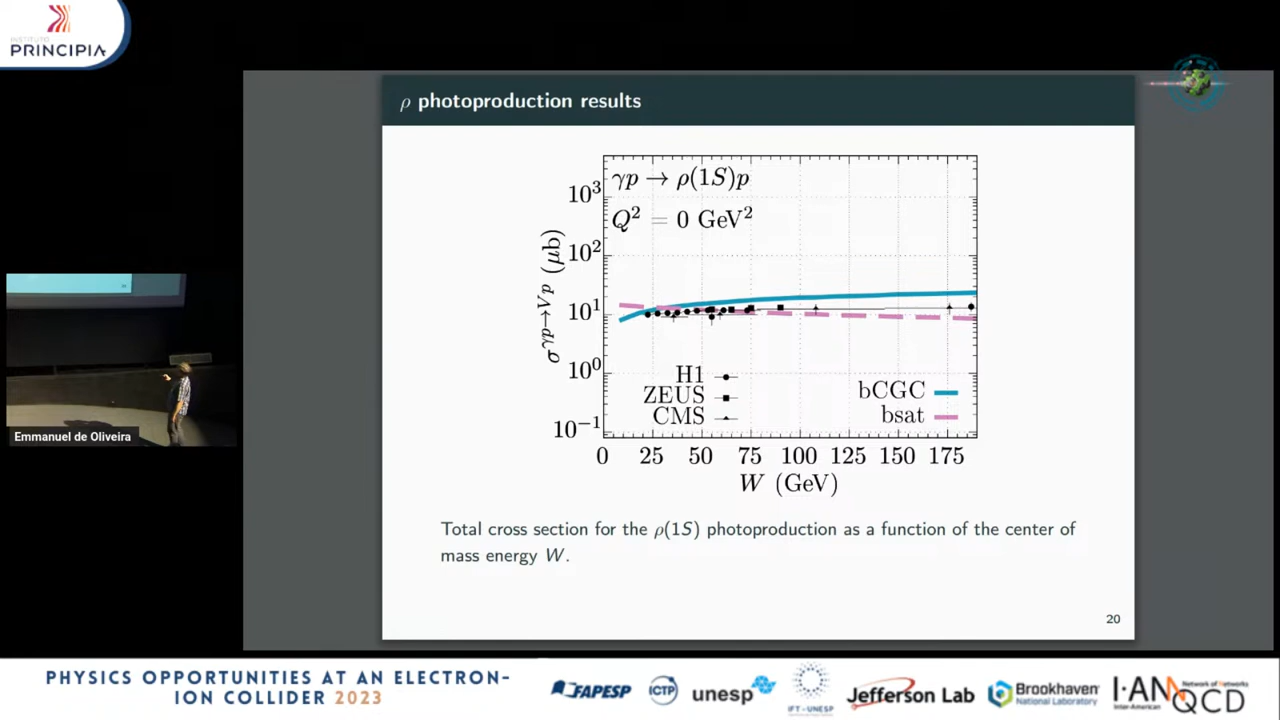 INSTITUTO
PRINCIPIA
ρ photoproduction results
γp → ρ(1S)p
Q² = 0 GeV²
σ^{γp→Vp} (μb)
10³
10²
10¹
10⁰
10⁻¹
H1
ZEUS
CMS
bCGC
bsat
0 25 50 75 100 125 150 175
W (GeV)
Total cross section for the ρ(1S) photoproduction as a function of the center of
mass energy W.
20
Emmanuel de Oliveira
PHYSICS OPPORTUNITIES AT AN ELECTRON-
ION COLLIDER 2023
FAPESP
ICTP
unesp
IFT - UNESP
Jefferson Lab
Brookhaven
National Laboratory
I-AN
Network of Networks
QCD
Inter-American